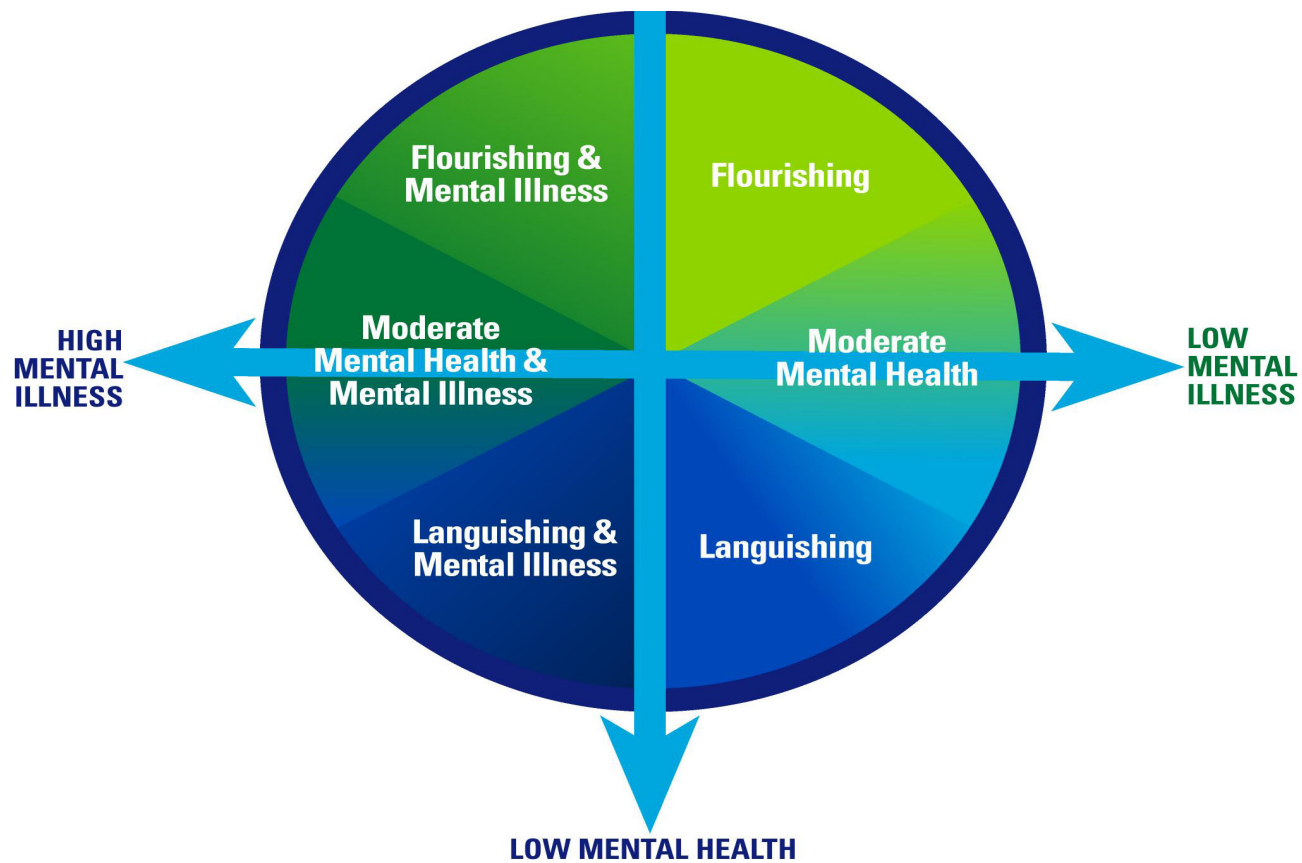 Flourishing &
Mental Illness
Flourishing
HIGH
MENTAL
ILLNESS
Moderate
Mental Health &
Mental Illness
Moderate
Mental Health
LOW
MENTAL
ILLNESS
Languishing &
Mental Illness
Languishing
LOW MENTAL HEALTH